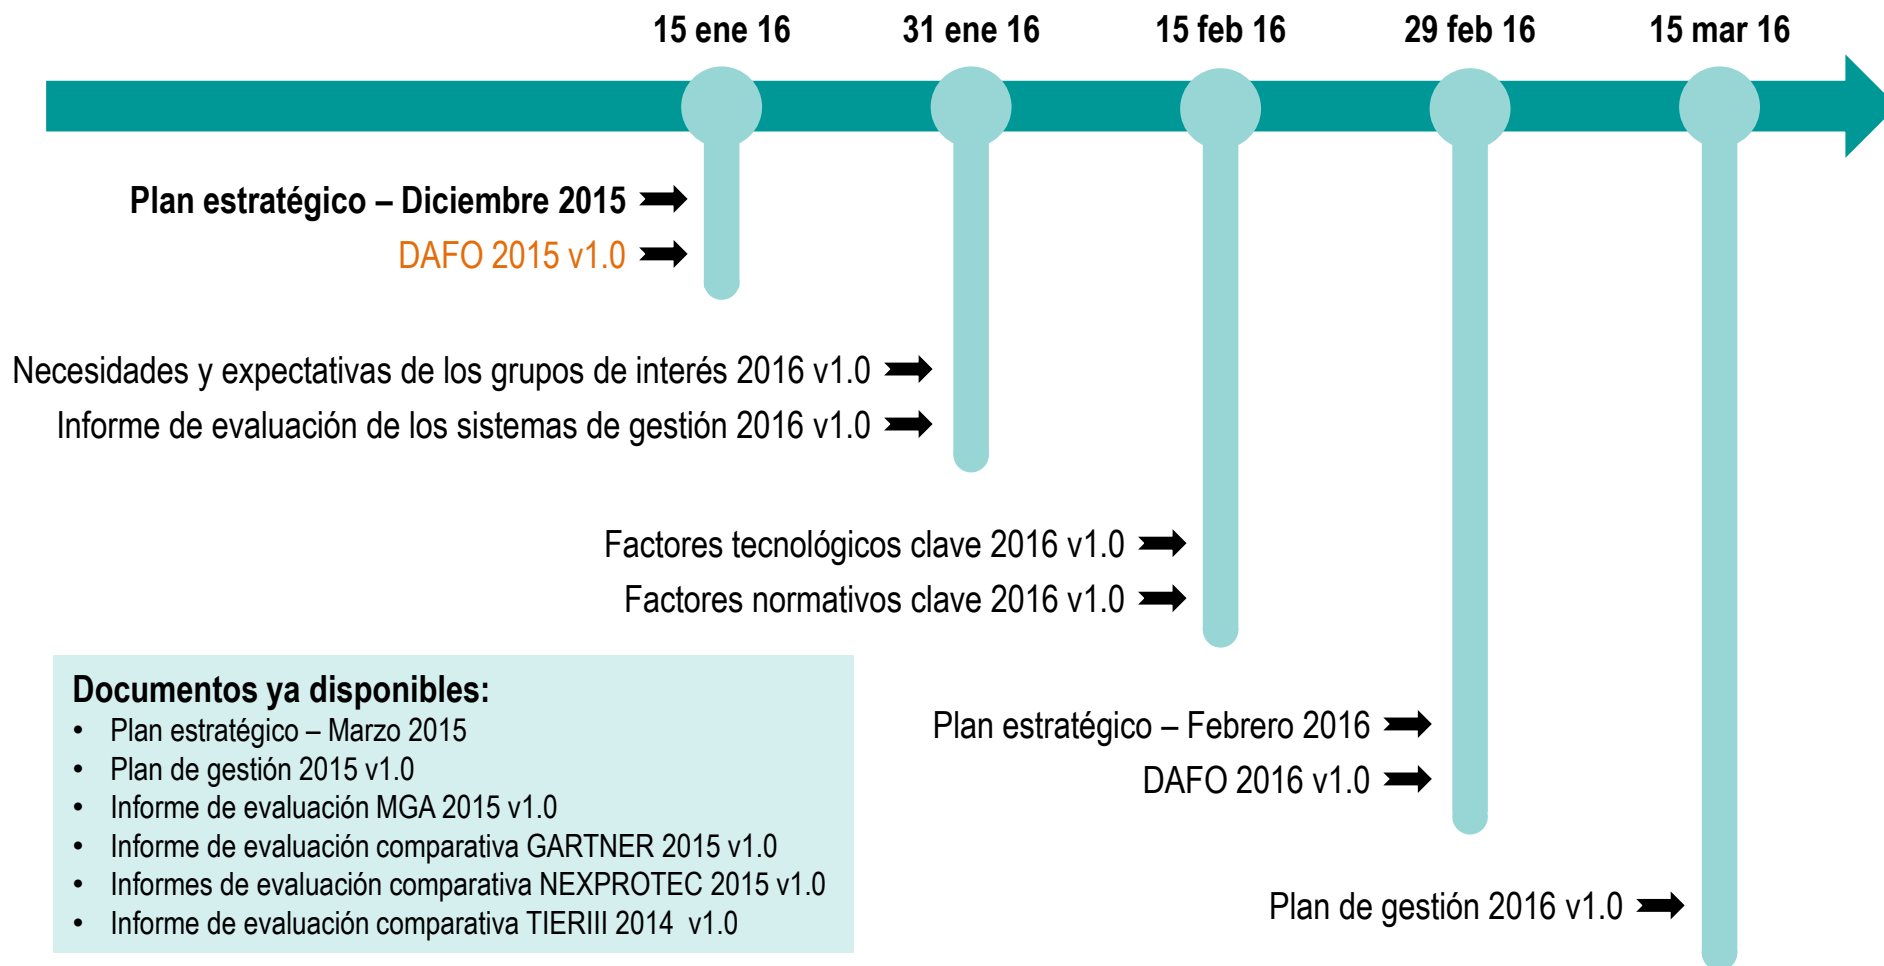 15 ene 16
31 ene 16
15 feb 16
29 feb 16
15 mar 16
Plan estratégico – Diciembre 2015
DAFO 2015 v1.0
Necesidades y expectativas de los grupos de interés 2016 v1.0
Informe de evaluación de los sistemas de gestión 2016 v1.0
Factores tecnológicos clave 2016 v1.0
Factores normativos clave 2016 v1.0
Documentos ya disponibles:
• Plan estratégico – Marzo 2015
• Plan de gestión 2015 v1.0
• Informe de evaluación MGA 2015 v1.0
• Informe de evaluación comparativa GARTNER 2015 v1.0
• Informes de evaluación comparativa NEXPROTEC 2015 v1.0
• Informe de evaluación comparativa TIERIII 2014 v1.0
Plan estratégico – Febrero 2016
DAFO 2016 v1.0
Plan de gestión 2016 v1.0